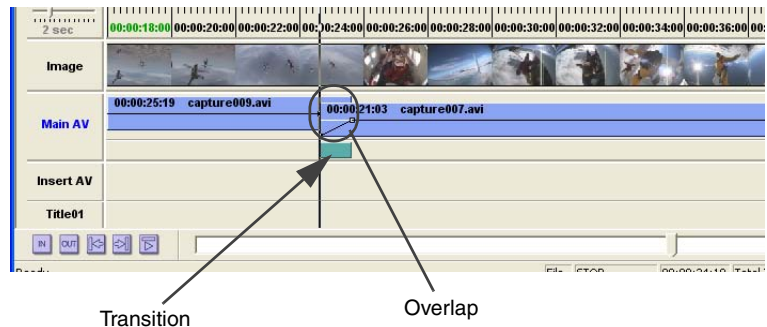 2 sec
00:00:18:00 00:00:20:00 00:00:22:00 00:00:24:00 00:00:26:00 00:00:28:00 00:00:30:00 00:00:32:00 00:00:34:00 00:00:36:00 00:
Image
00:00:25:19 capture009.avi
00:00:21:03 capture007.avi
Main AV
Insert AV
Title01
IN OUT
File STOP
Transition
Overlap